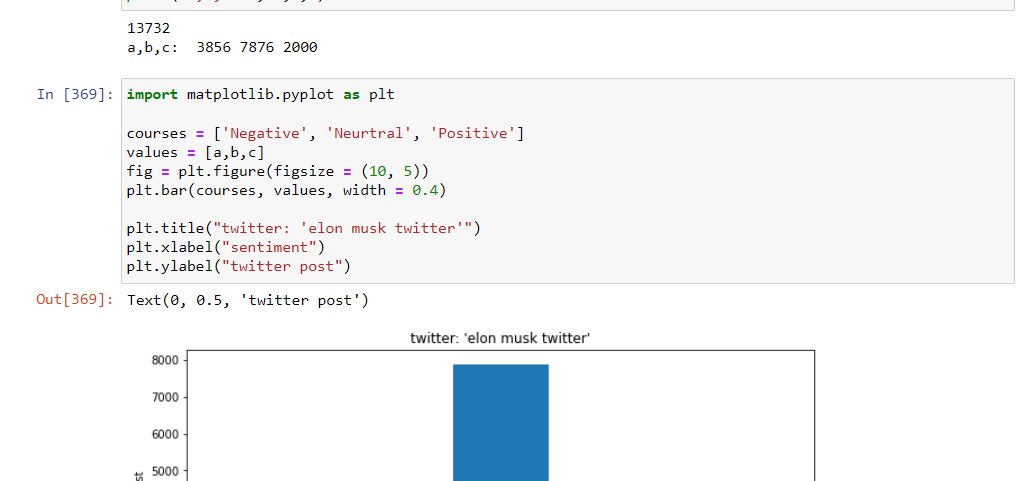 13732
a,b,c:  3856 7876 2000
In [369]: import matplotlib.pyplot as plt
courses = ['Negative', 'Neurtral', 'Positive']
values = [a,b,c]
fig = plt.figure(figsize = (10, 5))
plt.bar(courses, values, width = 0.4)
plt.title("twitter: 'elon musk twitter'")
plt.xlabel("sentiment")
plt.ylabel("twitter post")
Out[369]: Text(0, 0.5, 'twitter post')
twitter: 'elon musk twitter'
8000
7000
6000
5000